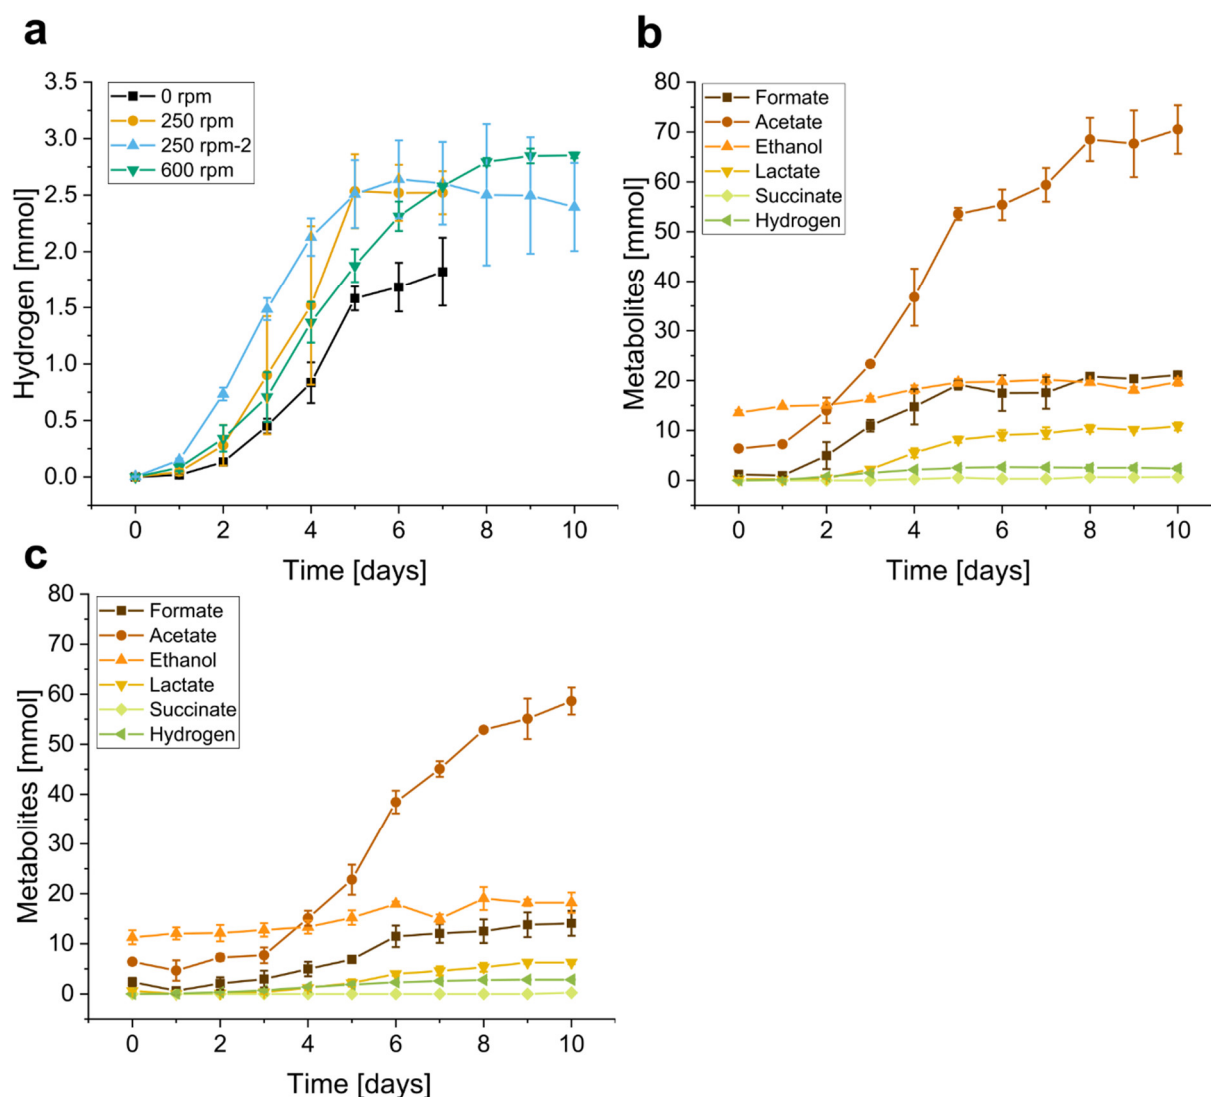 a
3.5
3.0
2.5
2.0
1.5
1.0
0.5
0.0
Hydrogen [mmol]
0 rpm
250 rpm
250 rpm-2
600 rpm
0 2 4 6 8 10
Time [days]
b
80
70
60
50
40
30
20
10
0
Metabolites [mmol]
Formate
Acetate
Ethanol
Lactate
Succinate
Hydrogen
0 2 4 6 8 10
Time [days]
c
80
70
60
50
40
30
20
10
0
Metabolites [mmol]
Formate
Acetate
Ethanol
Lactate
Succinate
Hydrogen
0 2 4 6 8 10
Time [days]